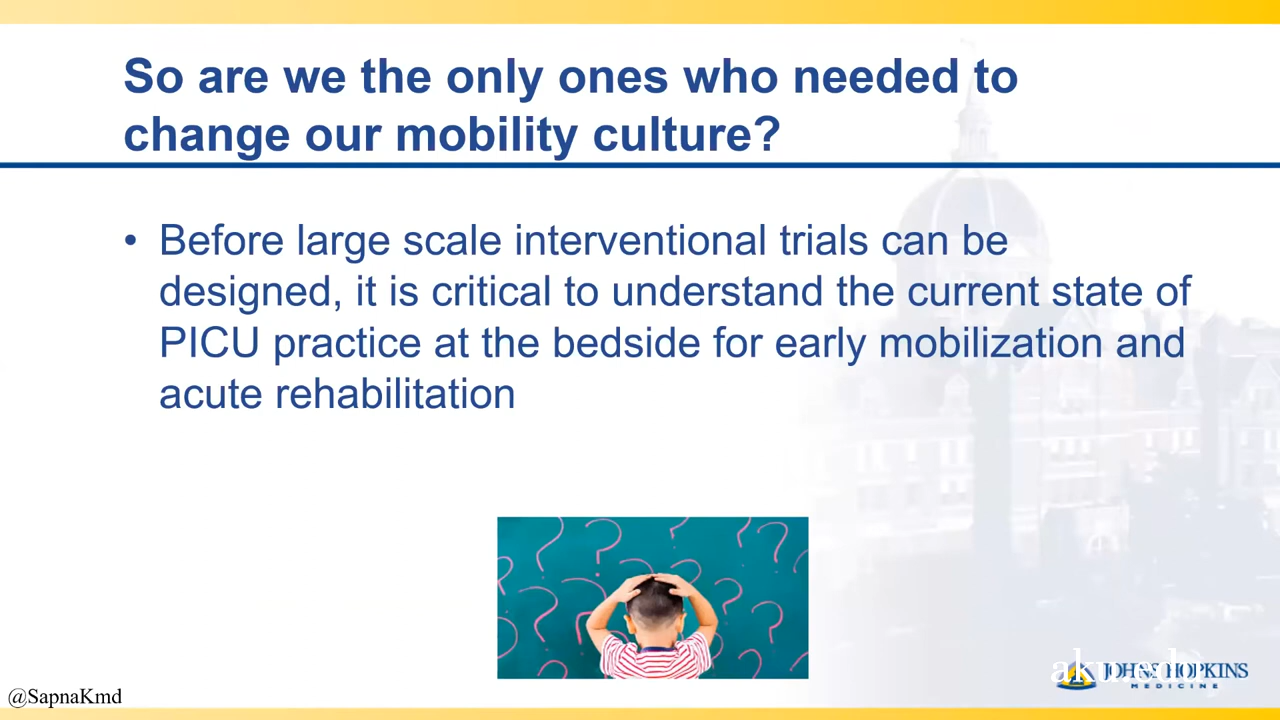 So are we the only ones who needed to
change our mobility culture?
• Before large scale interventional trials can be
designed, it is critical to understand the current state of
PICU practice at the bedside for early mobilization and
acute rehabilitation
@SapnaKmd
aku.edu
JOHNS HOPKINS
MEDICINE